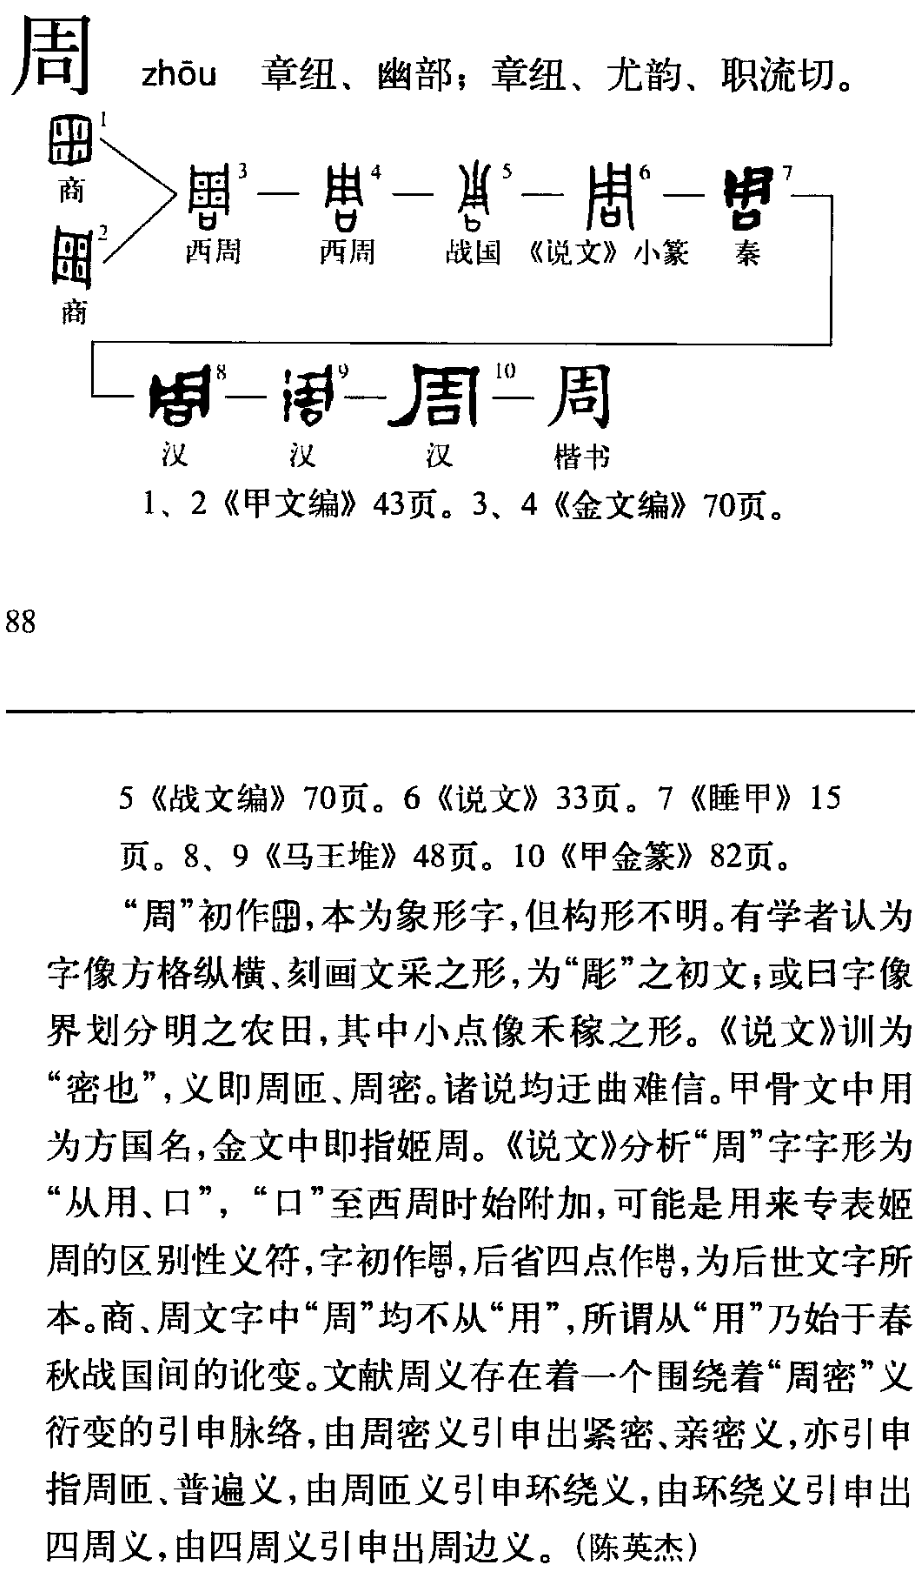 周 zhōu 章纽、幽部；章纽、尤韵、职流切。
1
商
2
商
3
西周
4
西周
5
战国
6
《说文》小篆
7
秦
8
汉
9
汉
10
汉
周
楷书
1、2《甲文编》43页。3、4《金文编》70页。
88
5《战文编》70页。6《说文》33页。7《睡甲》15
页。8、9《马王堆》48页。10《甲金篆》82页。
“周”初作,本为象形字,但构形不明。有学者认为
字像方格纵横、刻画文采之形,为“彫”之初文;或曰字像
界划分明之农田,其中小点像禾稼之形。《说文》训为
“密也”,义即周匝、周密。诸说均迂曲难信。甲骨文中用
为方国名,金文中即指姬周。《说文》分析“周”字字形为
“从用、口”,“口”至西周时始附加,可能是用来专表姬
周的区别性义符,字初作,后省四点作,为后世文字所
本。商、周文字中“周”均不从“用”,所谓从“用”乃始于春
秋战国间的讹变。文献周义存在着一个围绕着“周密”义
衍变的引申脉络,由周密义引申出紧密、亲密义,亦引申
指周匝、普遍义,由周匝义引申环绕义,由环绕义引申出
四周义,由四周义引申出周边义。(陈英杰)